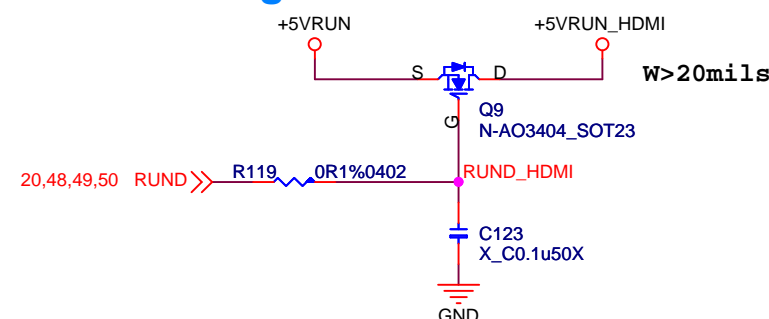 +5VRUN
+5VRUN_HDMI
S
D
W>20mils
G
Q9
N-AO3404_SOT23
20,48,49,50 RUND
R119
0R1%0402
RUND_HDMI
C123
X_C0.1u50X
GND